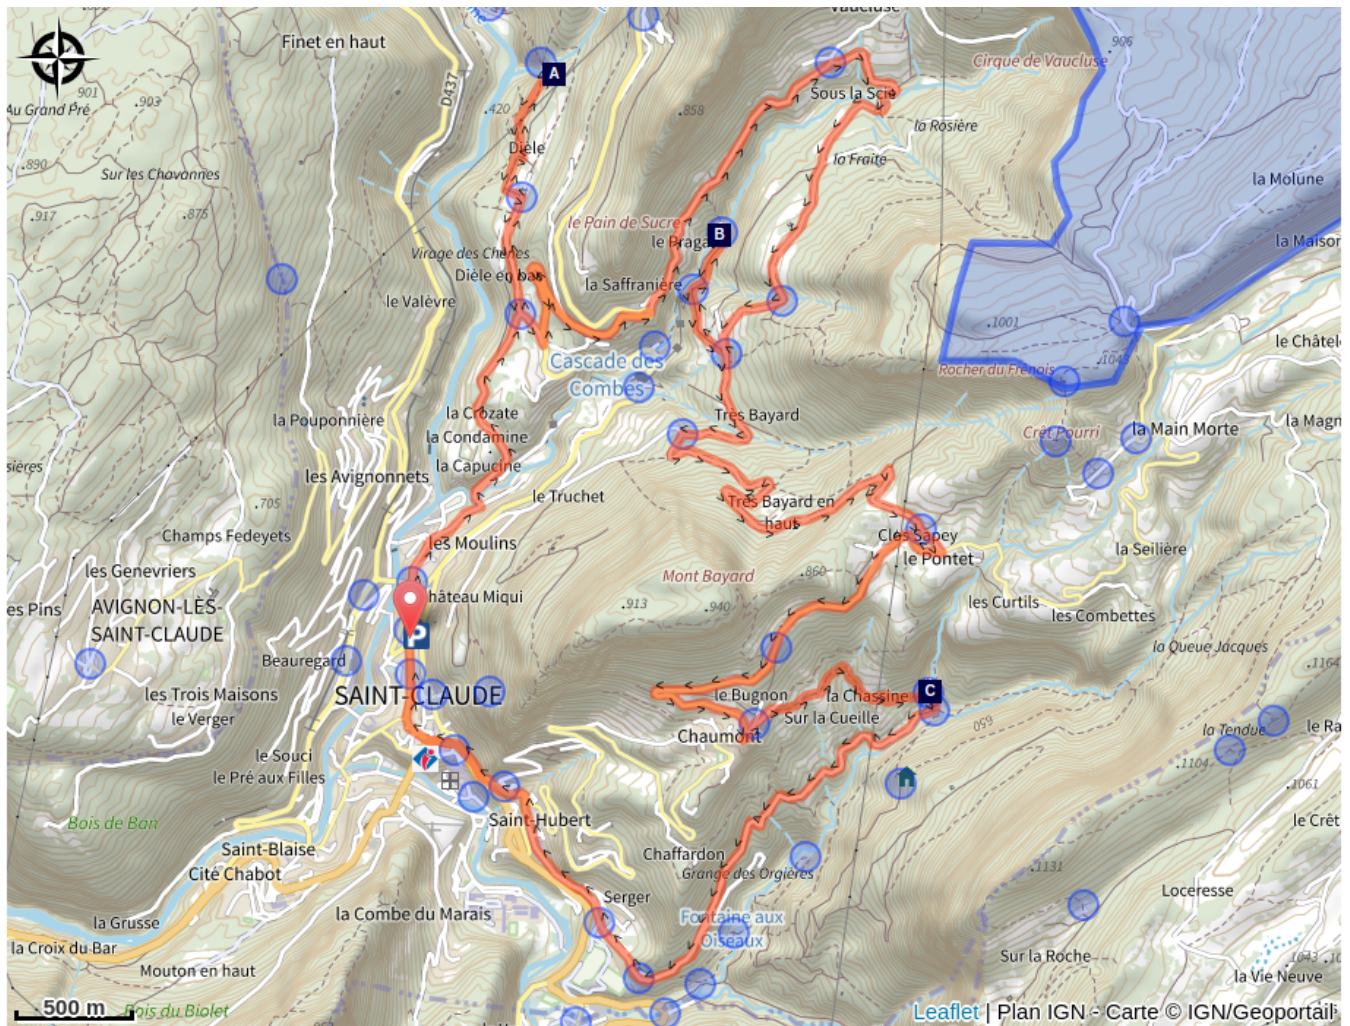 Vaucluse
Finet en haut
906
Cirque de Vaucluse
D437
A
901
.903
Sous la Scie
Au Grand Pré
.420
.858
la Rosière
Dièle
.890
la Fraite
Sur les Chavannes
la Molune
.917
.875
le Pain de Sucre
B
la Maison
Virage des Chênes
Dièle en bas
la Saffranière
le Valèvre
.1001
Cascade des
Combes
.1043
le Châtel
Rocher du Frénois
la Crozate
Très Bayard
la Pouponnière
la Magn
la Condamine
Crêt Pourri
la Main Morte
la Capucine
sières
les Avignonnets
le Truchet
Très Bayard en
haut
.705
Champs Fedeyets
Clos Sapey
les Moulins
la Seilière
le Pontet
les Genevriers
Mont Bayard
.860
es Pins
AVIGNON-LÈS-
SAINT-CLAUDE
Château Miqui
.913
.940
les Curtils
les Combettes
P
Beauregard
la Queue Jacques
.1164
SAINT-CLAUDE
les Trois Maisons
le Bugnon
la Chassine
C
le Verger
Sur la Cueille
650
Chaumont
la Tendue
le Ra
le Souci
.1104
le Pré aux Filles
.1061
Bois de Ban
Saint-Hubert
le Crêt
Saint-Blaise
Chaffardon
Cité Chabot
Grange des Orgières
.1131
Serger
Loceresse
la Combe du Marais
la Grusse
Fontaine aux
Oiseaux
la Croix du Bar
Sur la Roche
.1043
Mouton en haut
la Vie Neuve
500 m
Bois du Biolet
Leaflet | Plan IGN - Carte © IGN/Geoportail